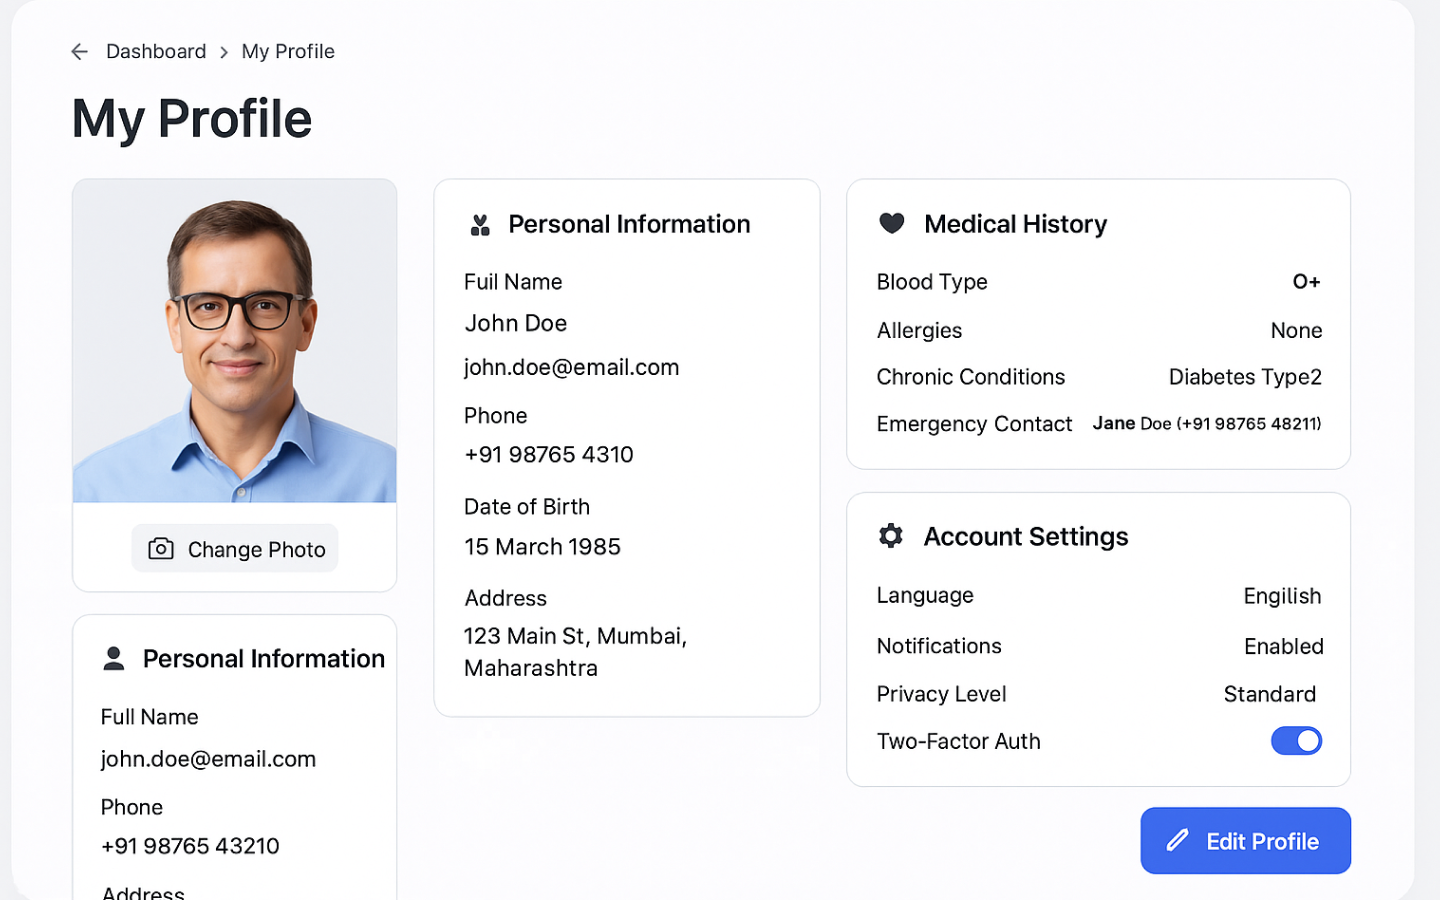 Dashboard > My Profile
My Profile
Change Photo
Personal Information
Full Name
john.doe@email.com
Phone
+91 98765 43210
Address
Personal Information
Fuil Name
John Doe
john.doe@email.com
Phone
+91 98765 4310
Date of Birth
15 March 1985
Address
123 Main St, Mumbai,
Maharashtra
Medical History
Blood Type O+
Allergies None
Chronic Conditions Diabetes Type2
Emergency Contact Jane Doe (+91 98765 48211)
Account Settings
Language Engilish
Notifications Enabled
Privacy Level Standard
Two-Factor Auth
Edit Profile